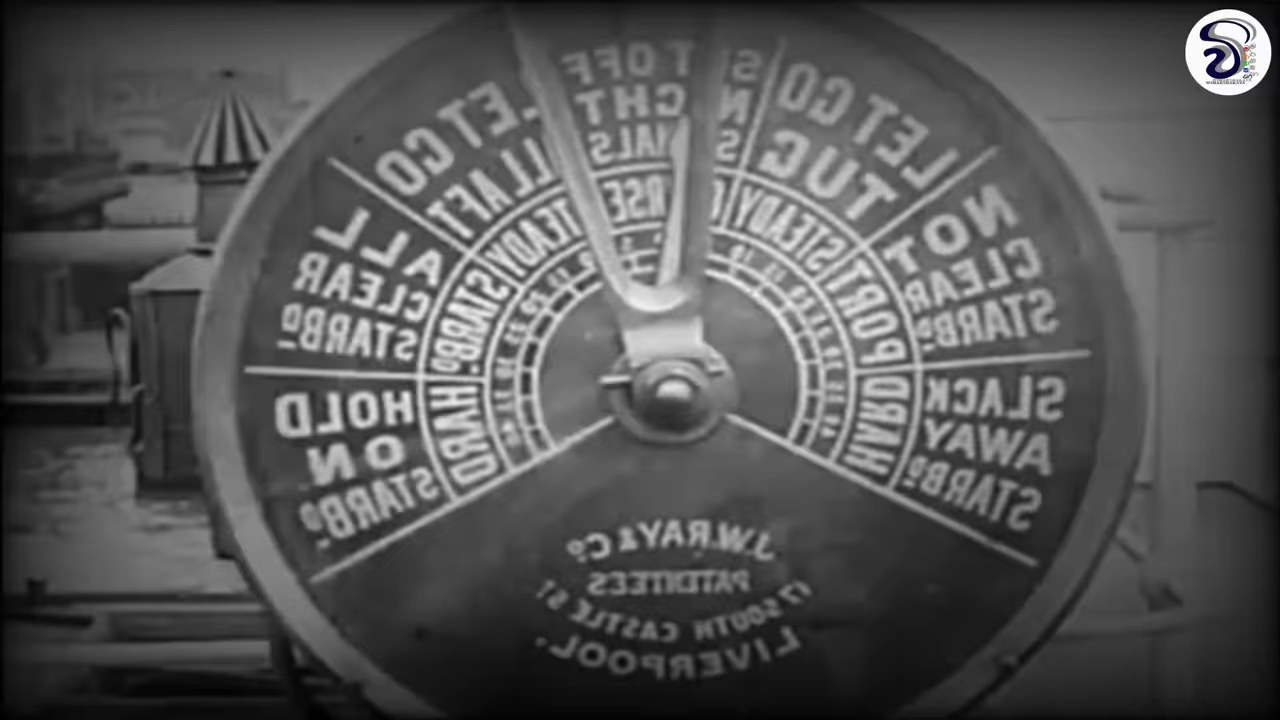 LET GO
OFF
LET GO
AFT
TUG
ALL
CLEAR
STARBD
NOT
CLEAR
STARBD
HOLD
ON
STARBD
SLACK
AWAY
STARBD
HARD STARBD STEADY
STEADY PORT HARD
J.W.RAY & Co
PATENTEES
17 SOUTH CASTLE ST
LIVERPOOL.